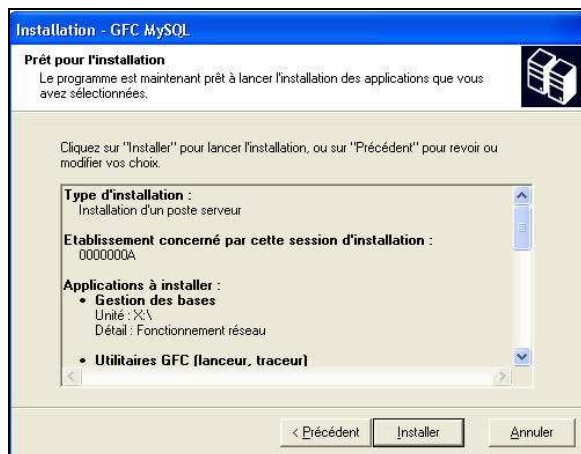 Installation - GFC MySQL
Prêt pour l'installation
Le programme est maintenant prêt à lancer l'installation des applications que vous
avez sélectionnées.
Cliquez sur "Installer" pour lancer l'installation, ou sur "Précédent" pour revoir ou
modifier vos choix.
Type d'installation :
Installation d'un poste serveur
Etablissement concerné par cette session d'installation :
0000000A
Applications à installer :
• Gestion des bases
Unité : X:\
Détail : Fonctionnement réseau
• Utilitaires GFC (lanceur, traceur)
< Précédent
Installer
Annuler